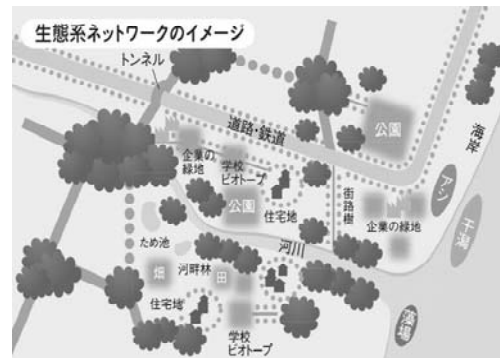 生態系ネットワークのイメージ
トンネル
道路・鉄道
公園
海岸
企業の
緑地
学校
ビオトープ
公園
住宅地
街路樹
アシ
干潟
企業の緑地
ため池
河川
畑
河畔林
田
住宅地
学校
ビオトープ
藻場